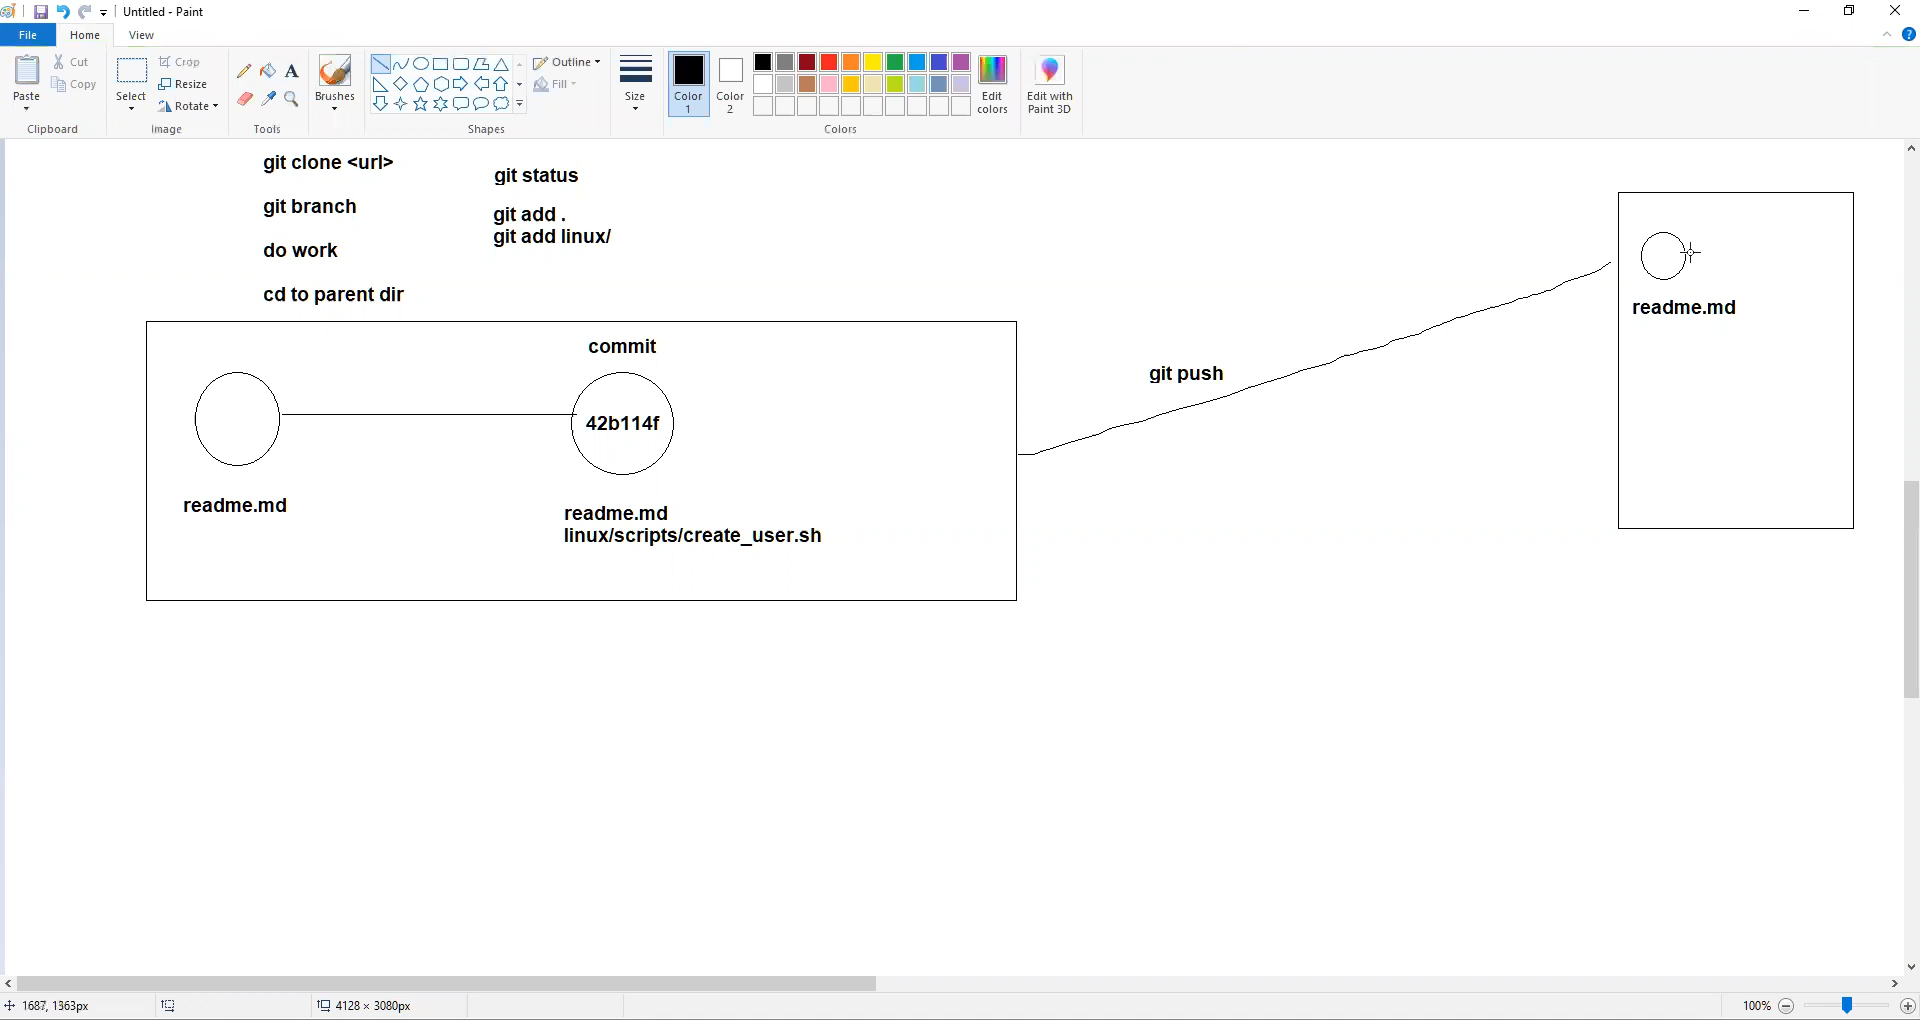 Untitled - Paint
File
Home
View
Paste
Cut
Copy
Clipboard
Select
Crop
Resize
Rotate
Image
Tools
Brushes
Shapes
Outline
Fill
Size
Color
1
Color
2
Edit
colors
Colors
Edit with
Paint 3D
git clone <url>
git branch
do work
cd to parent dir
git status
git add .
git add linux/
commit
42b114f
readme.md
readme.md
linux/scripts/create_user.sh
git push
readme.md
1687, 1363px
4128 × 3080px
100%